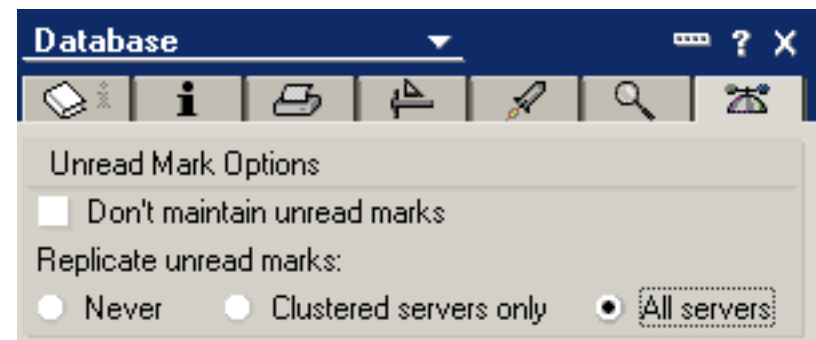 Database ? X
i i
Unread Mark Options
Don't maintain unread marks
Replicate unread marks:
Never Clustered servers only All servers